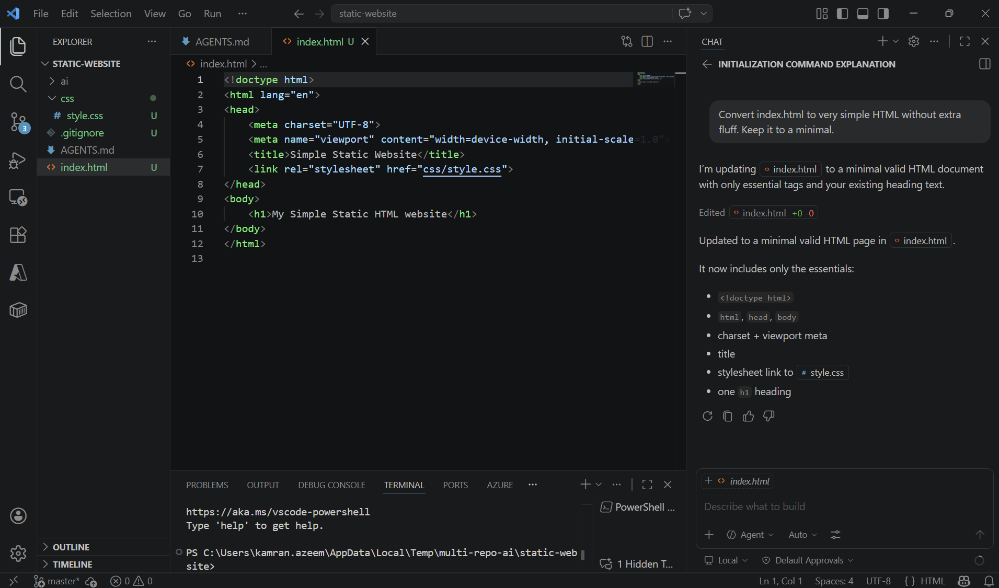 File Edit Selection View Go Run ··· static-website
EXPLORER ···
STATIC-WEBSITE
ai
css
# style.css U
.gitignore U
AGENTS.md
index.html U
OUTLINE
TIMELINE
AGENTS.md index.html U
index.html > ...
1 <!doctype html>
2 <html lang="en">
3 <head>
4 <meta charset="UTF-8">
5 <meta name="viewport" content="width=device-width, initial-scale=1.0">
6 <title>Simple Static Website</title>
7 <link rel="stylesheet" href="css/style.css">
8 </head>
9 <body>
10 <h1>My Simple Static HTML website</h1>
11 </body>
12 </html>
13
PROBLEMS OUTPUT DEBUG CONSOLE TERMINAL PORTS AZURE ···
https://aka.ms/vscode-powershell
Type 'help' to get help.
PS C:\Users\kamran.azeem\AppData\Local\Temp\multi-repo-ai\static-web
site>
PowerShell ...
1 Hidden T...
CHAT
INITIALIZATION COMMAND EXPLANATION
Convert index.html to very simple HTML without extra
fluff. Keep it to a minimal.
I'm updating index.html to a minimal valid HTML document
with only essential tags and your existing heading text.
Edited index.html +0 -0
Updated to a minimal valid HTML page in index.html .
It now includes only the essentials:
• <!doctype html>
• html, head, body
• charset + viewport meta
• title
• stylesheet link to # style.css
• one h1 heading
index.html
Describe what to build
Agent Auto
Local Default Approvals
3
master* 0 0 Ln 1, Col 1 Spaces: 4 UTF-8 { } HTML